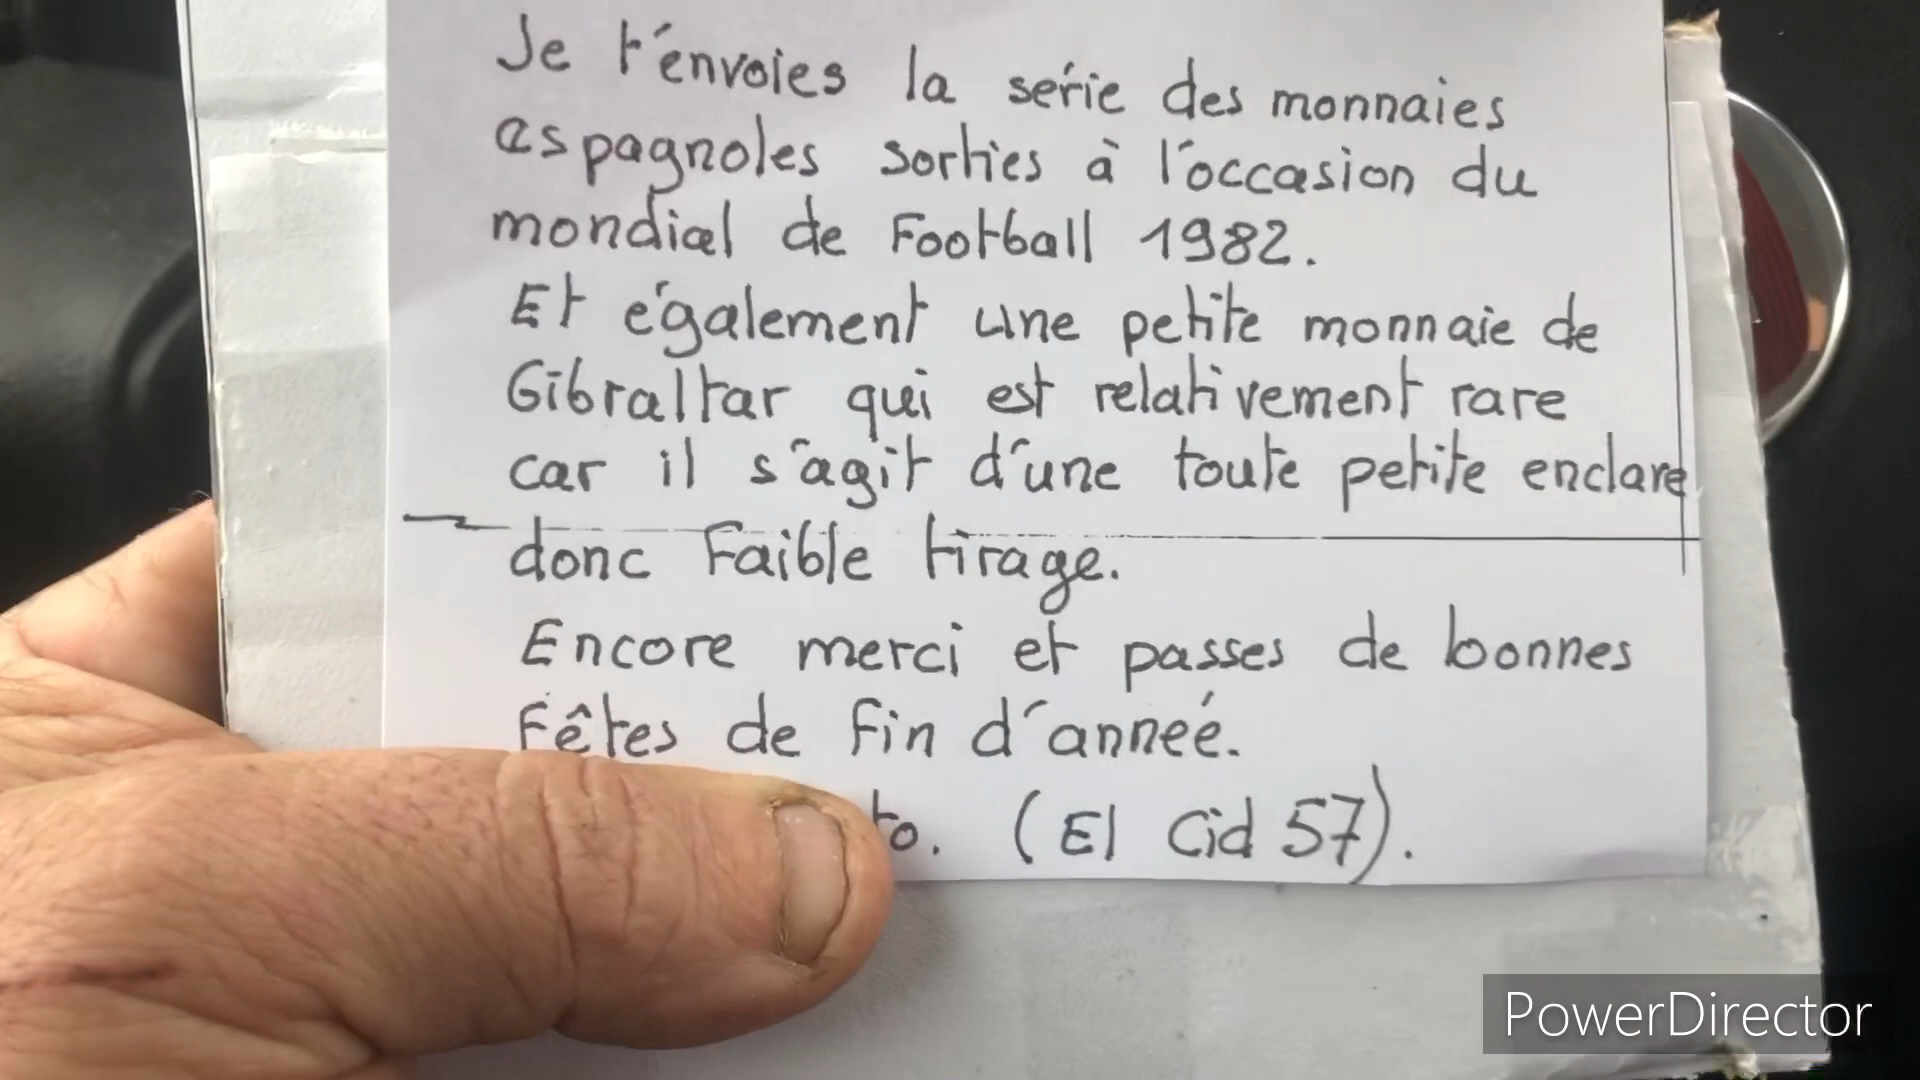 Je t'envoies la série des monnaies
espagnoles sorties à l'occasion du
mondial de Football 1982.
Et également une petite monnaie de
Gibraltar qui est relativement rare
car il s'agit d'une toute petite enclave
donc Faible tirage.
Encore merci et passes de bonnes
Fêtes de fin d'anneé.
(El Cid 57).
PowerDirector